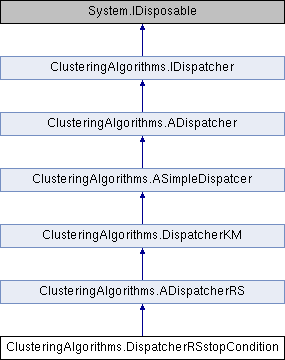 System.IDisposable
ClusteringAlgorithms.IDispatcher
ClusteringAlgorithms.ADispatcher
ClusteringAlgorithms.ASimpleDispatcer
ClusteringAlgorithms.DispatcherKM
ClusteringAlgorithms.ADispatcherRS
ClusteringAlgorithms.DispatcherRSstopCondition